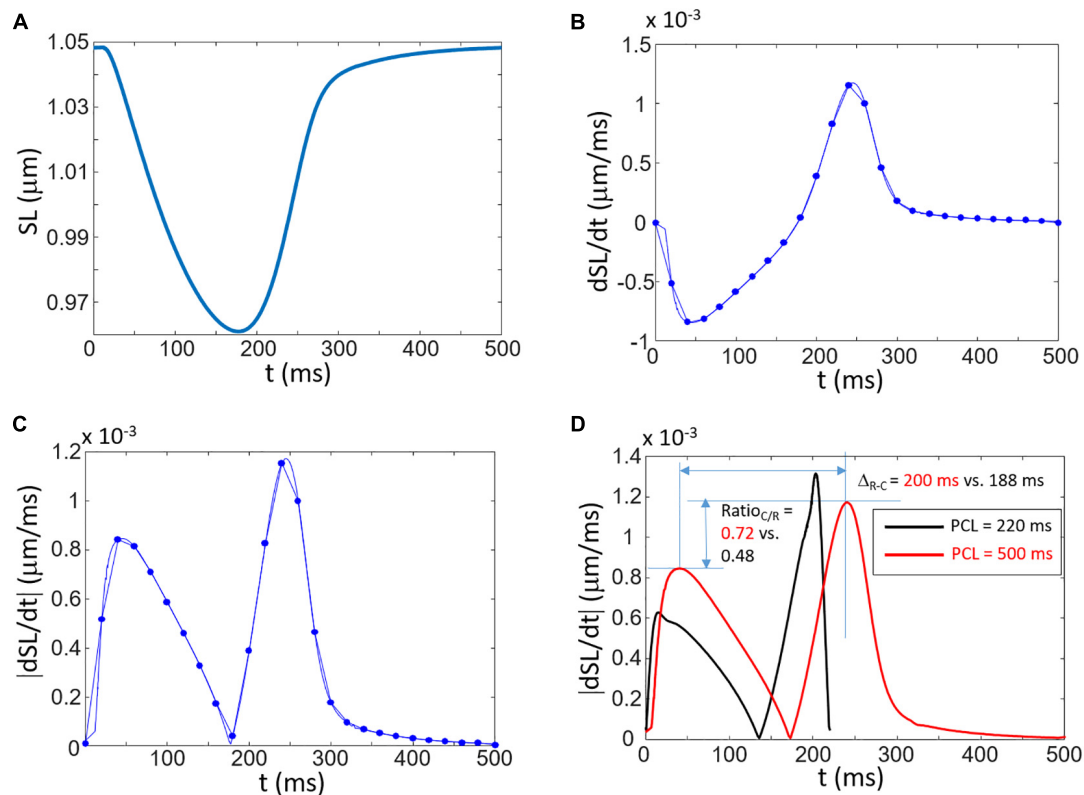 A
1.05
1.03
1.01
0.99
0.97
SL (μm)
0 100 200 300 400 500
t (ms)
B
x 10⁻³
1.5
1
0.5
0
-0.5
-1
dSL/dt (μm/ms)
0 100 200 300 400 500
t (ms)
C
x 10⁻³
1.2
1
0.8
0.6
0.4
0.2
0
|dSL/dt| (μm/ms)
100 200 300 400 500
t (ms)
D
x 10⁻³
1.4
1.2
1
0.8
0.6
0.4
0.2
0
|dSL/dt| (μm/ms)
Δ_R-C = 200 ms vs. 188 ms
Ratio_C/R =
0.72 vs.
0.48
PCL = 220 ms
PCL = 500 ms
0 100 200 300 400 500
t (ms)